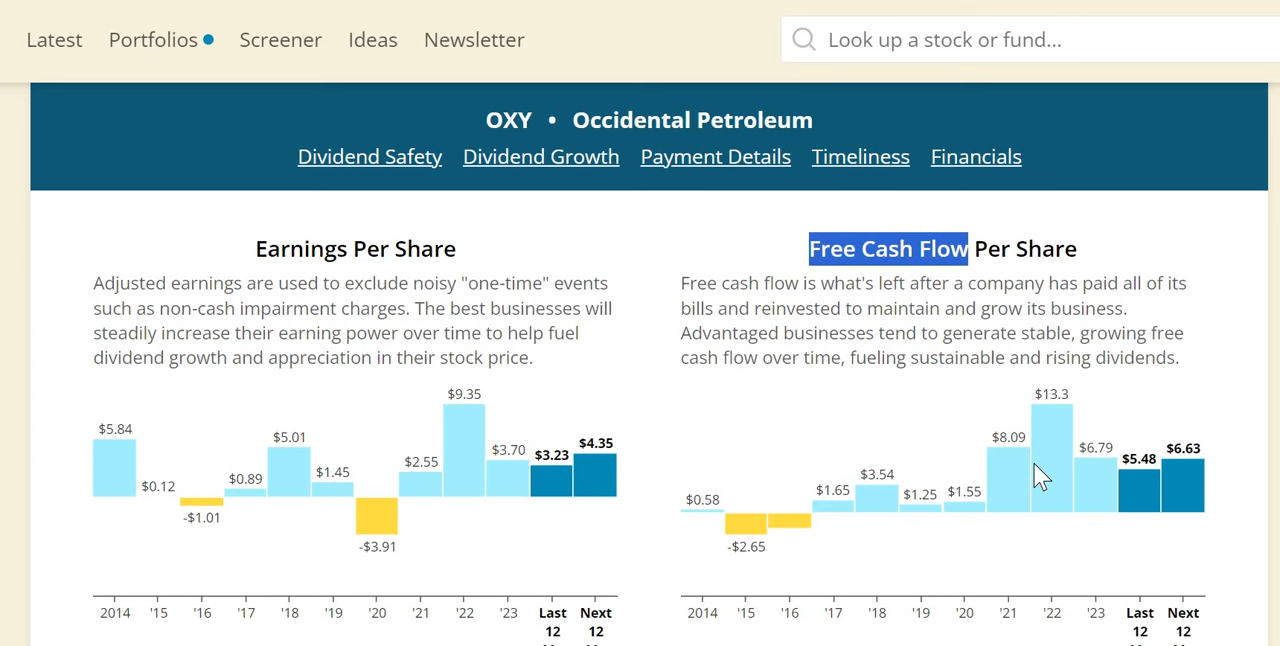 Latest Portfolios Screener Ideas Newsletter Look up a stock or fund...
OXY • Occidental Petroleum
Dividend Safety Dividend Growth Payment Details Timeliness Financials
Earnings Per Share
Adjusted earnings are used to exclude noisy "one-time" events
such as non-cash impairment charges. The best businesses will
steadily increase their earning power over time to help fuel
dividend growth and appreciation in their stock price.
$5.84 $0.12 -$1.01 $0.89 $5.01 $1.45 -$3.91 $2.55 $9.35 $3.70 $3.23 $4.35
2014 '15 '16 '17 '18 '19 '20 '21 '22 '23 Last Next
12 12
Free Cash Flow Per Share
Free cash flow is what's left after a company has paid all of its
bills and reinvested to maintain and grow its business.
Advantaged businesses tend to generate stable, growing free
cash flow over time, fueling sustainable and rising dividends.
$0.58 -$2.65 $1.65 $3.54 $1.25 $1.55 $8.09 $13.3 $6.79 $5.48 $6.63
2014 '15 '16 '17 '18 '19 '20 '21 '22 '23 Last Next
12 12